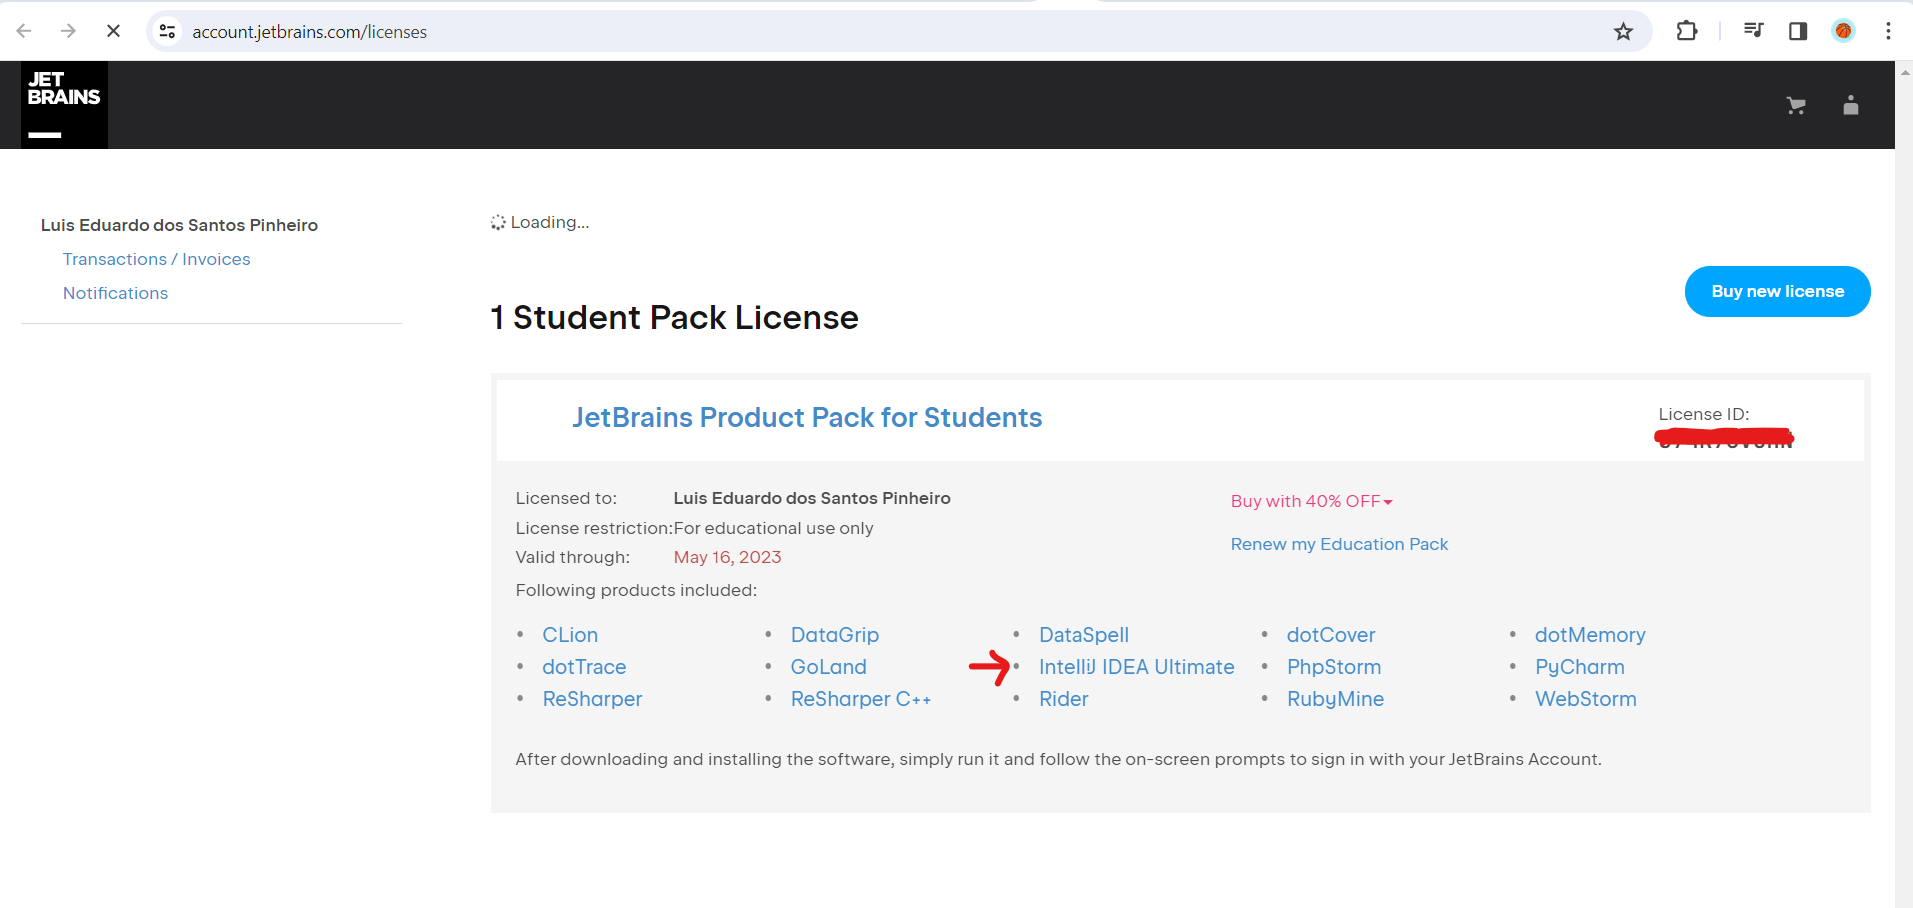 account.jetbrains.com/licenses
JET
BRAINS
Luis Eduardo dos Santos Pinheiro
Transactions / Invoices
Notifications
Loading...
Buy new license
1 Student Pack License
JetBrains Product Pack for Students
License ID:
Licensed to: Luis Eduardo dos Santos Pinheiro
Buy with 40% OFF
License restriction: For educational use only
Renew my Education Pack
Valid through: May 16, 2023
Following products included:
• CLion • DataGrip • DataSpell • dotCover • dotMemory
• dotTrace • GoLand • IntelliJ IDEA Ultimate • PhpStorm • PyCharm
• ReSharper • ReSharper C++ • Rider • RubyMine • WebStorm
After downloading and installing the software, simply run it and follow the on-screen prompts to sign in with your JetBrains Account.